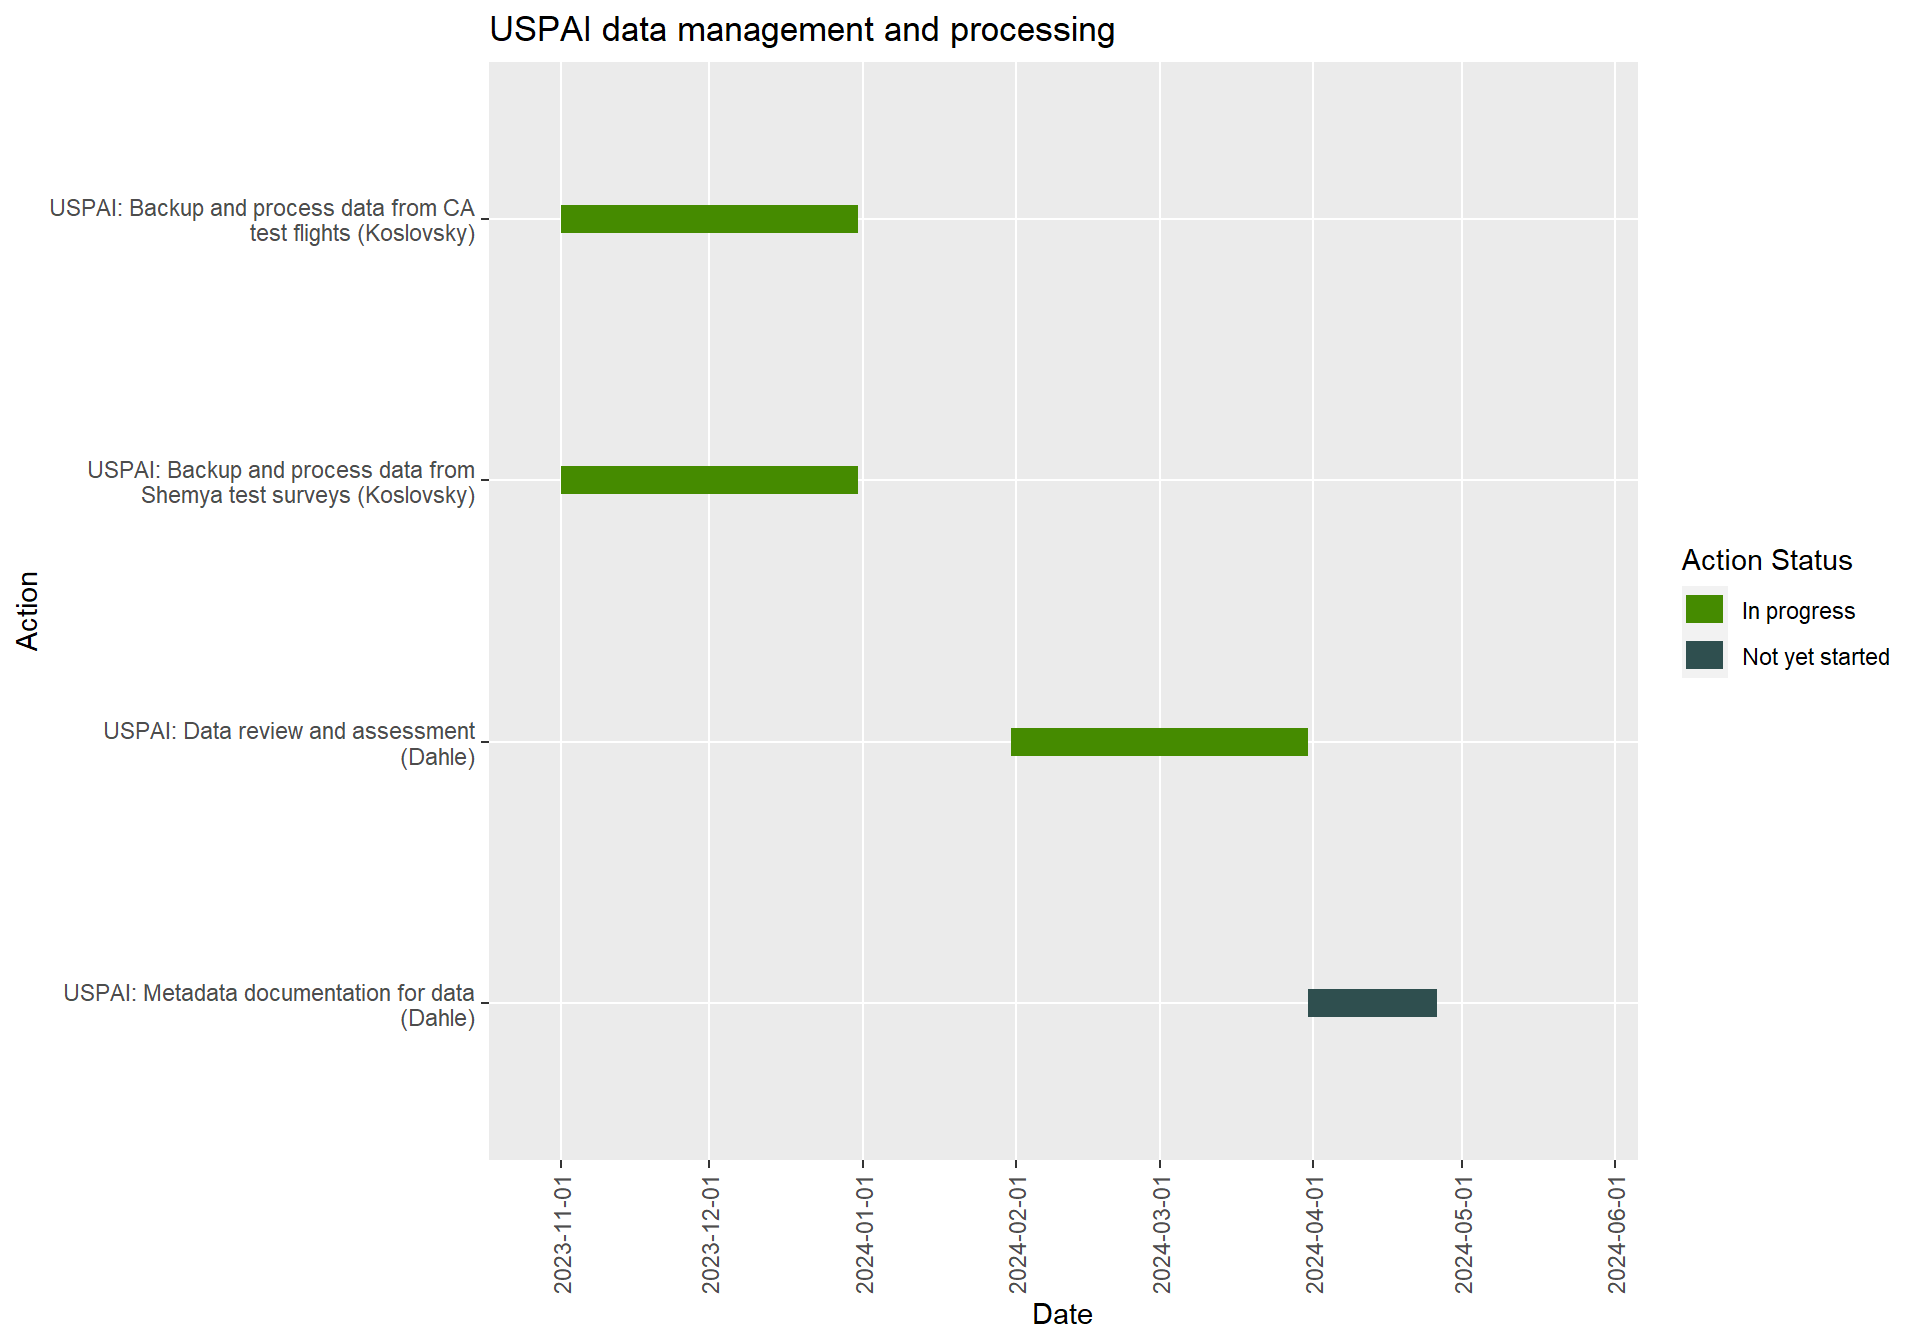 USPAI data management and processing
USPAI: Backup and process data from CA
test flights (Koslovsky)
USPAI: Backup and process data from
Shemya test surveys (Koslovsky)
USPAI: Data review and assessment
(Dahle)
USPAI: Metadata documentation for data
(Dahle)
Action
2023-11-01
2023-12-01
2024-01-01
2024-02-01
2024-03-01
2024-04-01
2024-05-01
2024-06-01
Date
Action Status
In progress
Not yet started